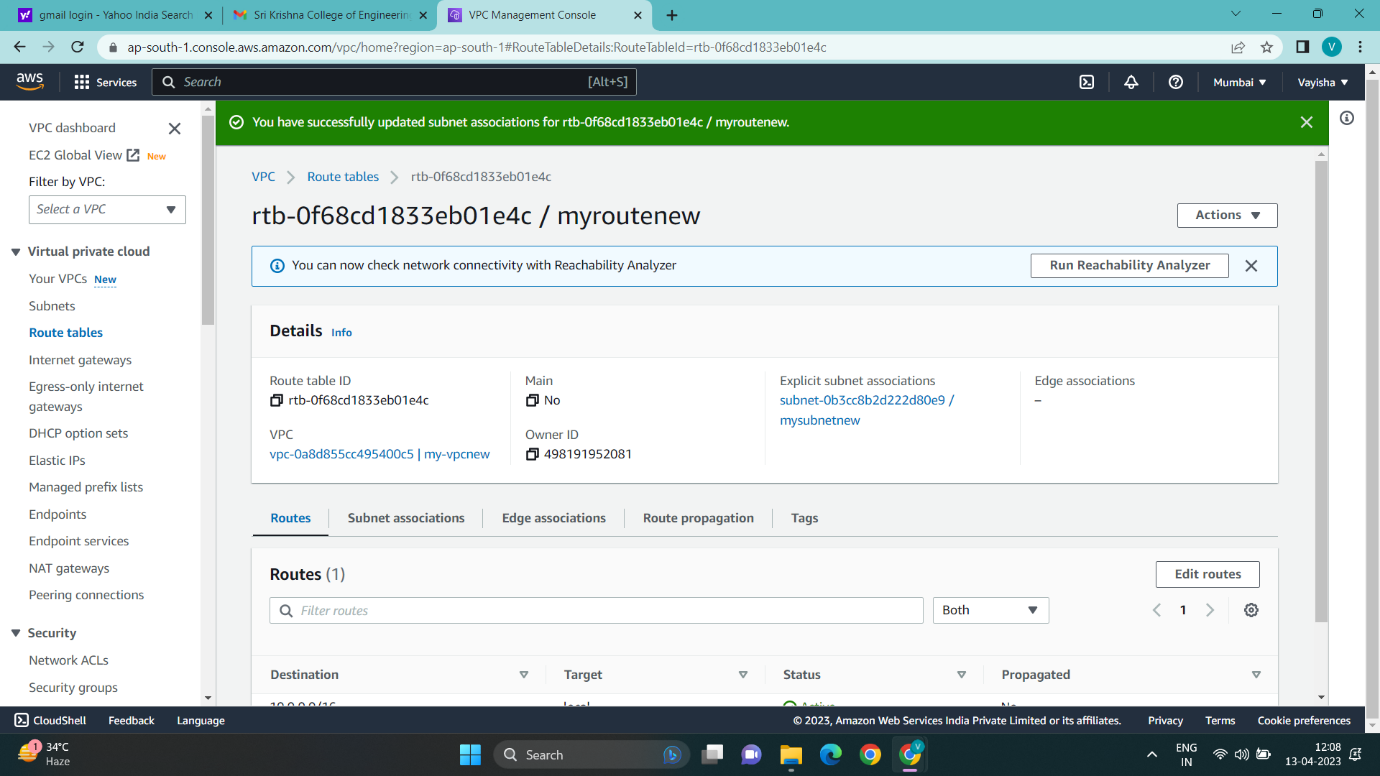 gmail login - Yahoo India Search
Sri Krishna College of Engineering
VPC Management Console
ap-south-1.console.aws.amazon.com/vpc/home?region=ap-south-1#RouteTableDetails:RouteTableId=rtb-0f68cd1833eb01e4c
V
aws
Services
Search
[Alt+S]
Mumbai
Vayisha
VPC dashboard
EC2 Global View New
Filter by VPC:
Select a VPC
Virtual private cloud
Your VPCs New
Subnets
Route tables
Internet gateways
Egress-only internet
gateways
DHCP option sets
Elastic IPs
Managed prefix lists
Endpoints
Endpoint services
NAT gateways
Peering connections
Security
Network ACLs
Security groups
You have successfully updated subnet associations for rtb-0f68cd1833eb01e4c / myroutenew.
VPC
Route tables
rtb-0f68cd1833eb01e4c
rtb-0f68cd1833eb01e4c / myroutenew
Actions
You can now check network connectivity with Reachability Analyzer
Run Reachability Analyzer
Details Info
Route table ID
rtb-0f68cd1833eb01e4c
VPC
vpc-0a8d855cc495400c5 | my-vpcnew
Main
No
Owner ID
498191952081
Explicit subnet associations
subnet-0b3cc8b2d222d80e9 /
mysubnetnew
Edge associations
–
Routes
Subnet associations
Edge associations
Route propagation
Tags
Routes (1)
Edit routes
Filter routes
Both
1
Destination
Target
Status
Propagated
local
Active
No
CloudShell
Feedback
Language
© 2023, Amazon Web Services India Private Limited or its affiliates.
Privacy
Terms
Cookie preferences
1
34°C
Haze
Search
V
ENG
IN
12:08
13-04-2023